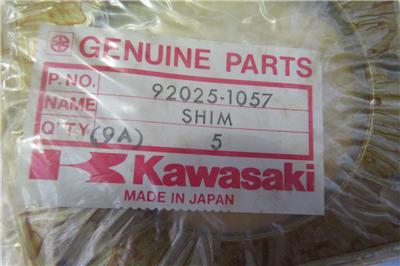 GENUINE PARTS
P.NO. 92025-1057
NAME SHIM
Q'TY (9A) 5
Kawasaki
MADE IN JAPAN